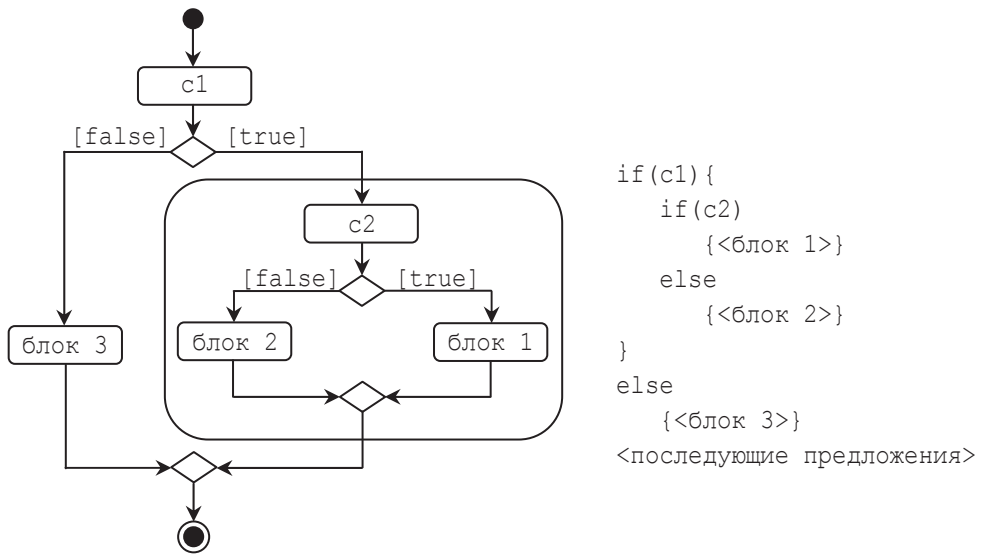 c1
[false] [true]
c2
[false] [true]
блок 3
блок 2
блок 1
if(c1){
if(c2)
{<блок 1>}
else
{<блок 2>}
}
else
{<блок 3>}
<последующие предложения>